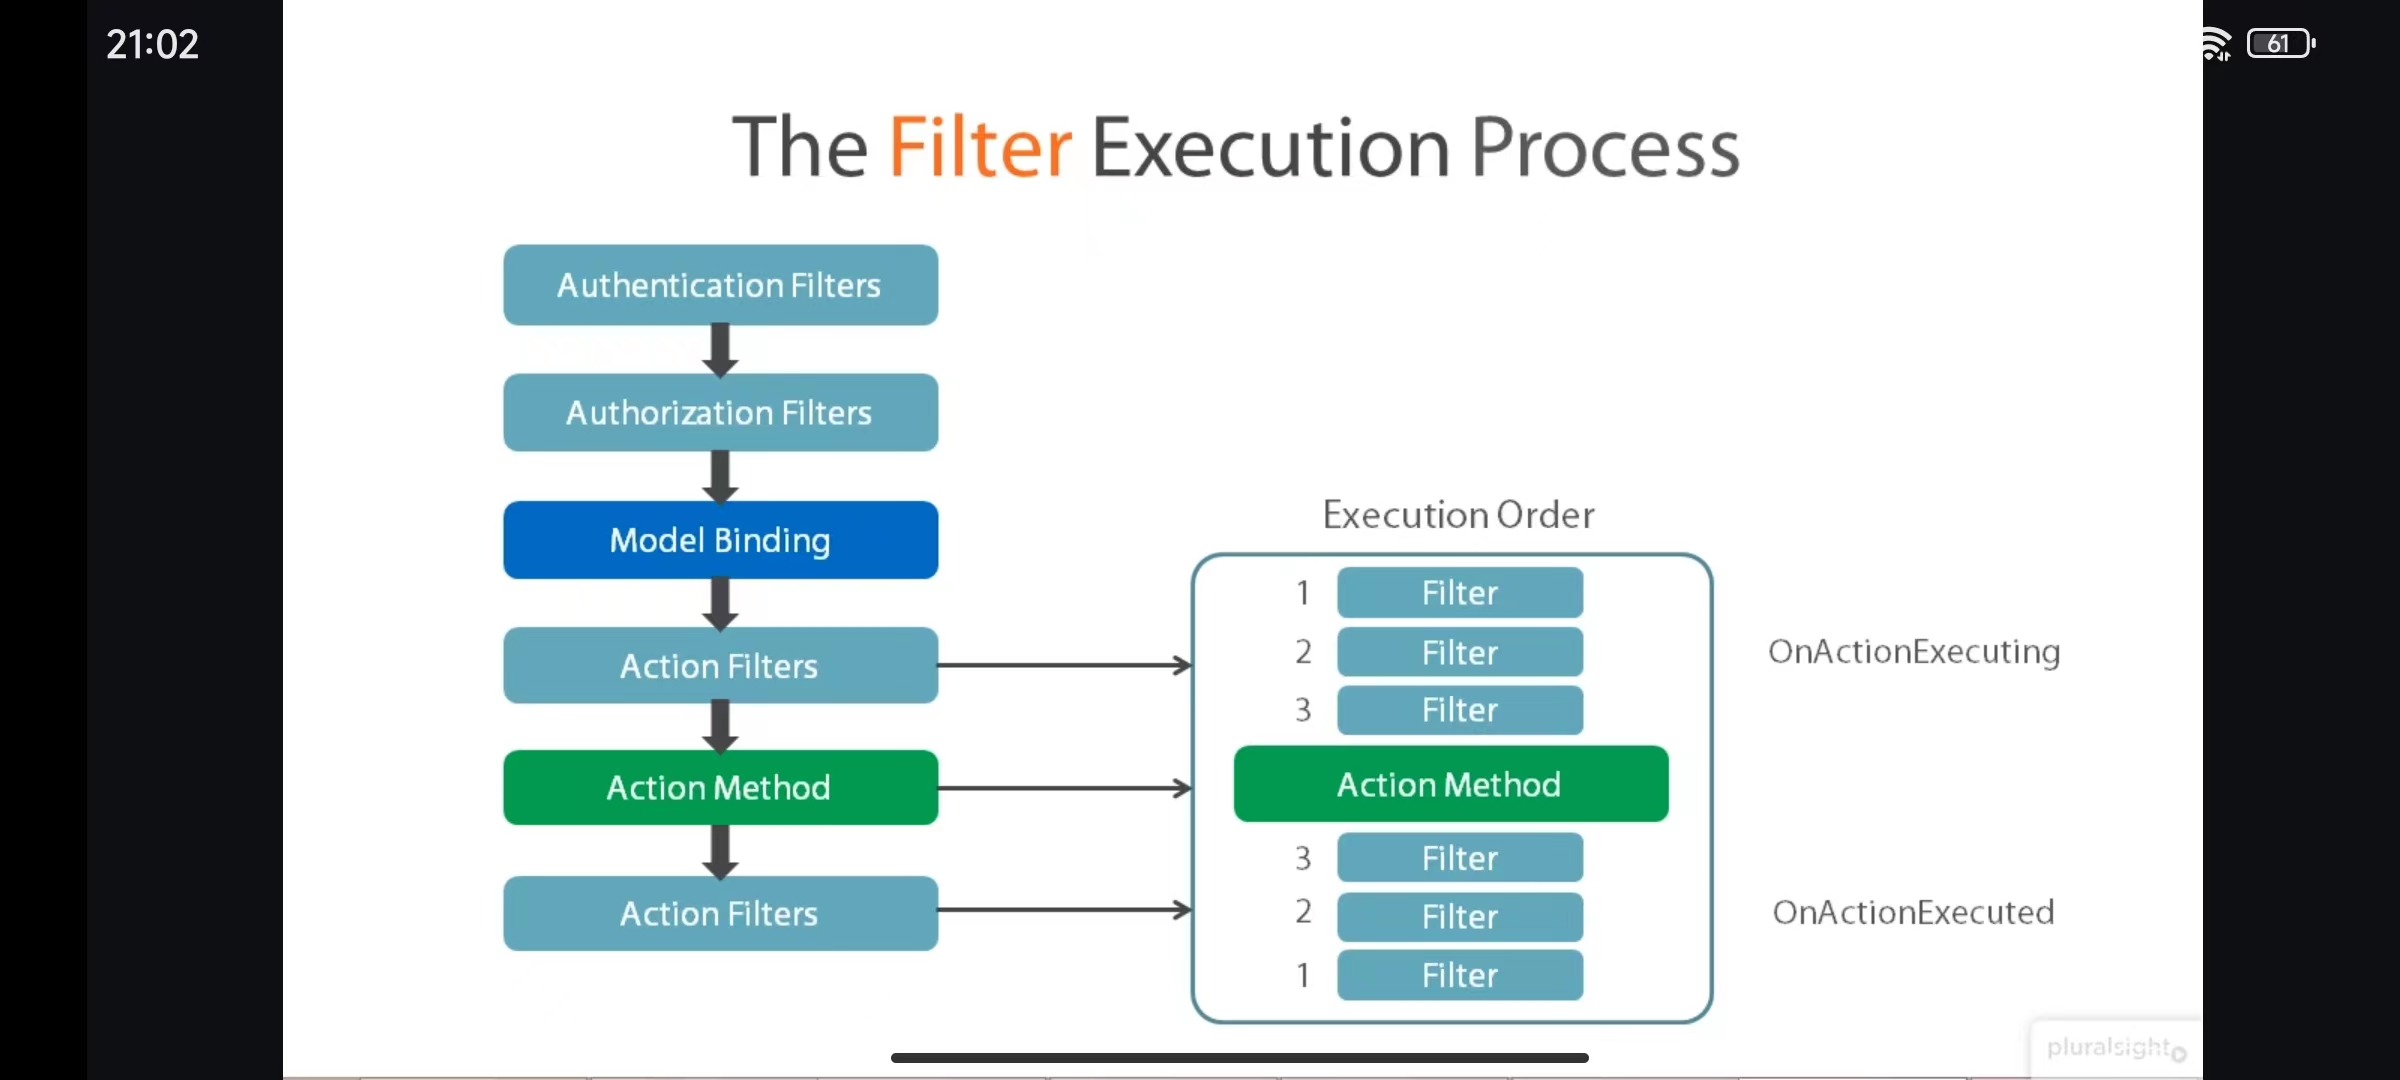 21:02
61
The Filter Execution Process
Authentication Filters
Authorization Filters
Model Binding
Action Filters
Action Method
Action Filters
Execution Order
1 Filter
2 Filter
3 Filter
OnActionExecuting
Action Method
3 Filter
2 Filter
1 Filter
OnActionExecuted
pluralsight